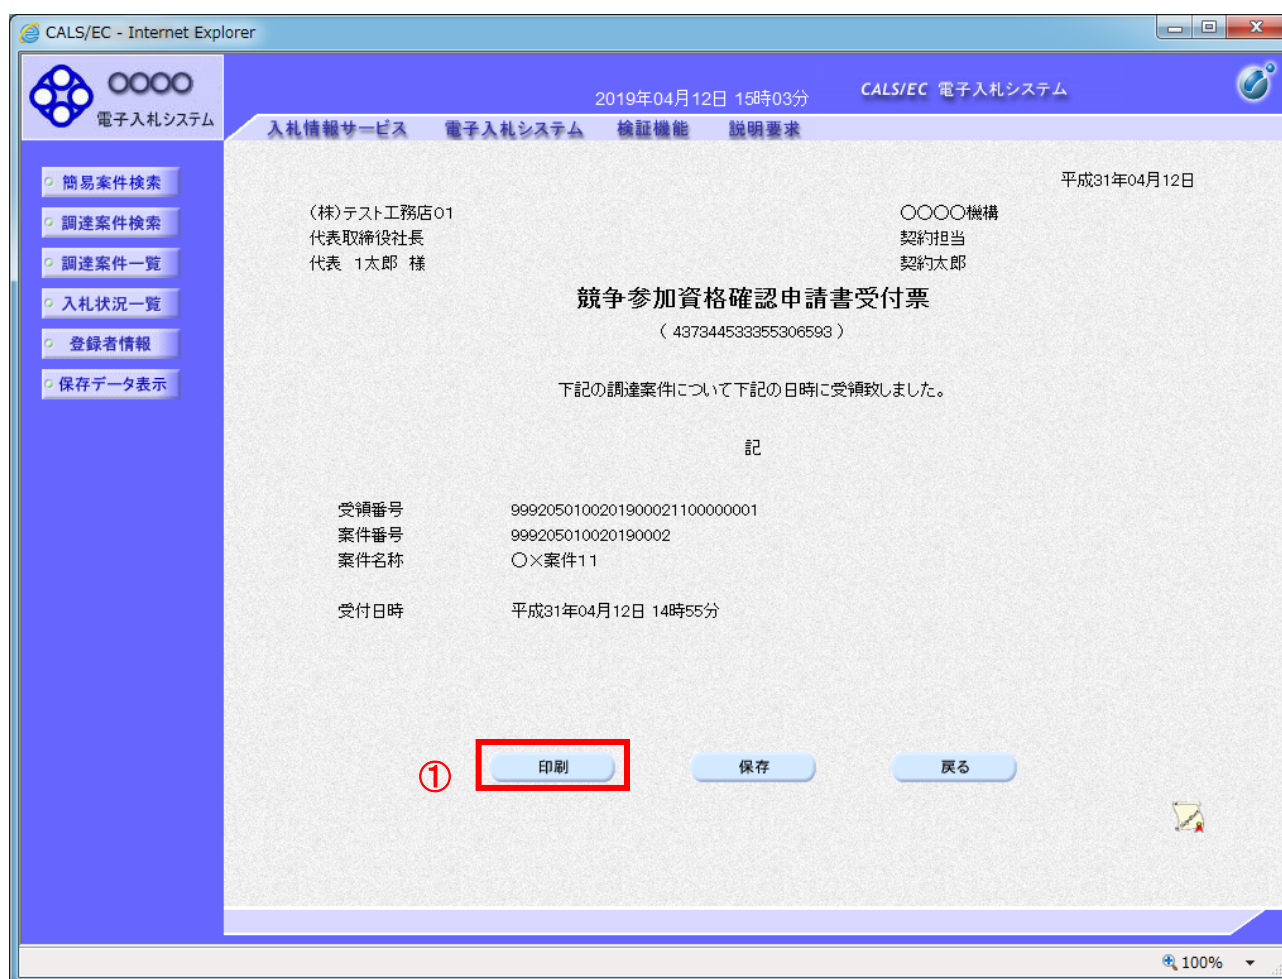 CALS/EC - Internet Explorer
〇〇〇〇
電子入札システム
2019年04月12日 15時03分
CALS/EC 電子入札システム
入札情報サービス 電子入札システム 検証機能 説明要求
簡易案件検索
調達案件検索
調達案件一覧
入札状況一覧
登録者情報
保存データ表示
平成31年04月12日
(株)テスト工務店01
〇〇〇〇機構
代表取締役社長
契約担当
代表 1太郎 様
契約太郎
競争参加資格確認申請書受付票
( 437344533355306593 )
下記の調達案件について下記の日時に受領致しました。
記
受領番号 9992050100201900021100000001
案件番号 999205010020190002
案件名称 〇×案件11
受付日時 平成31年04月12日 14時55分
①
印刷 保存 戻る
100%